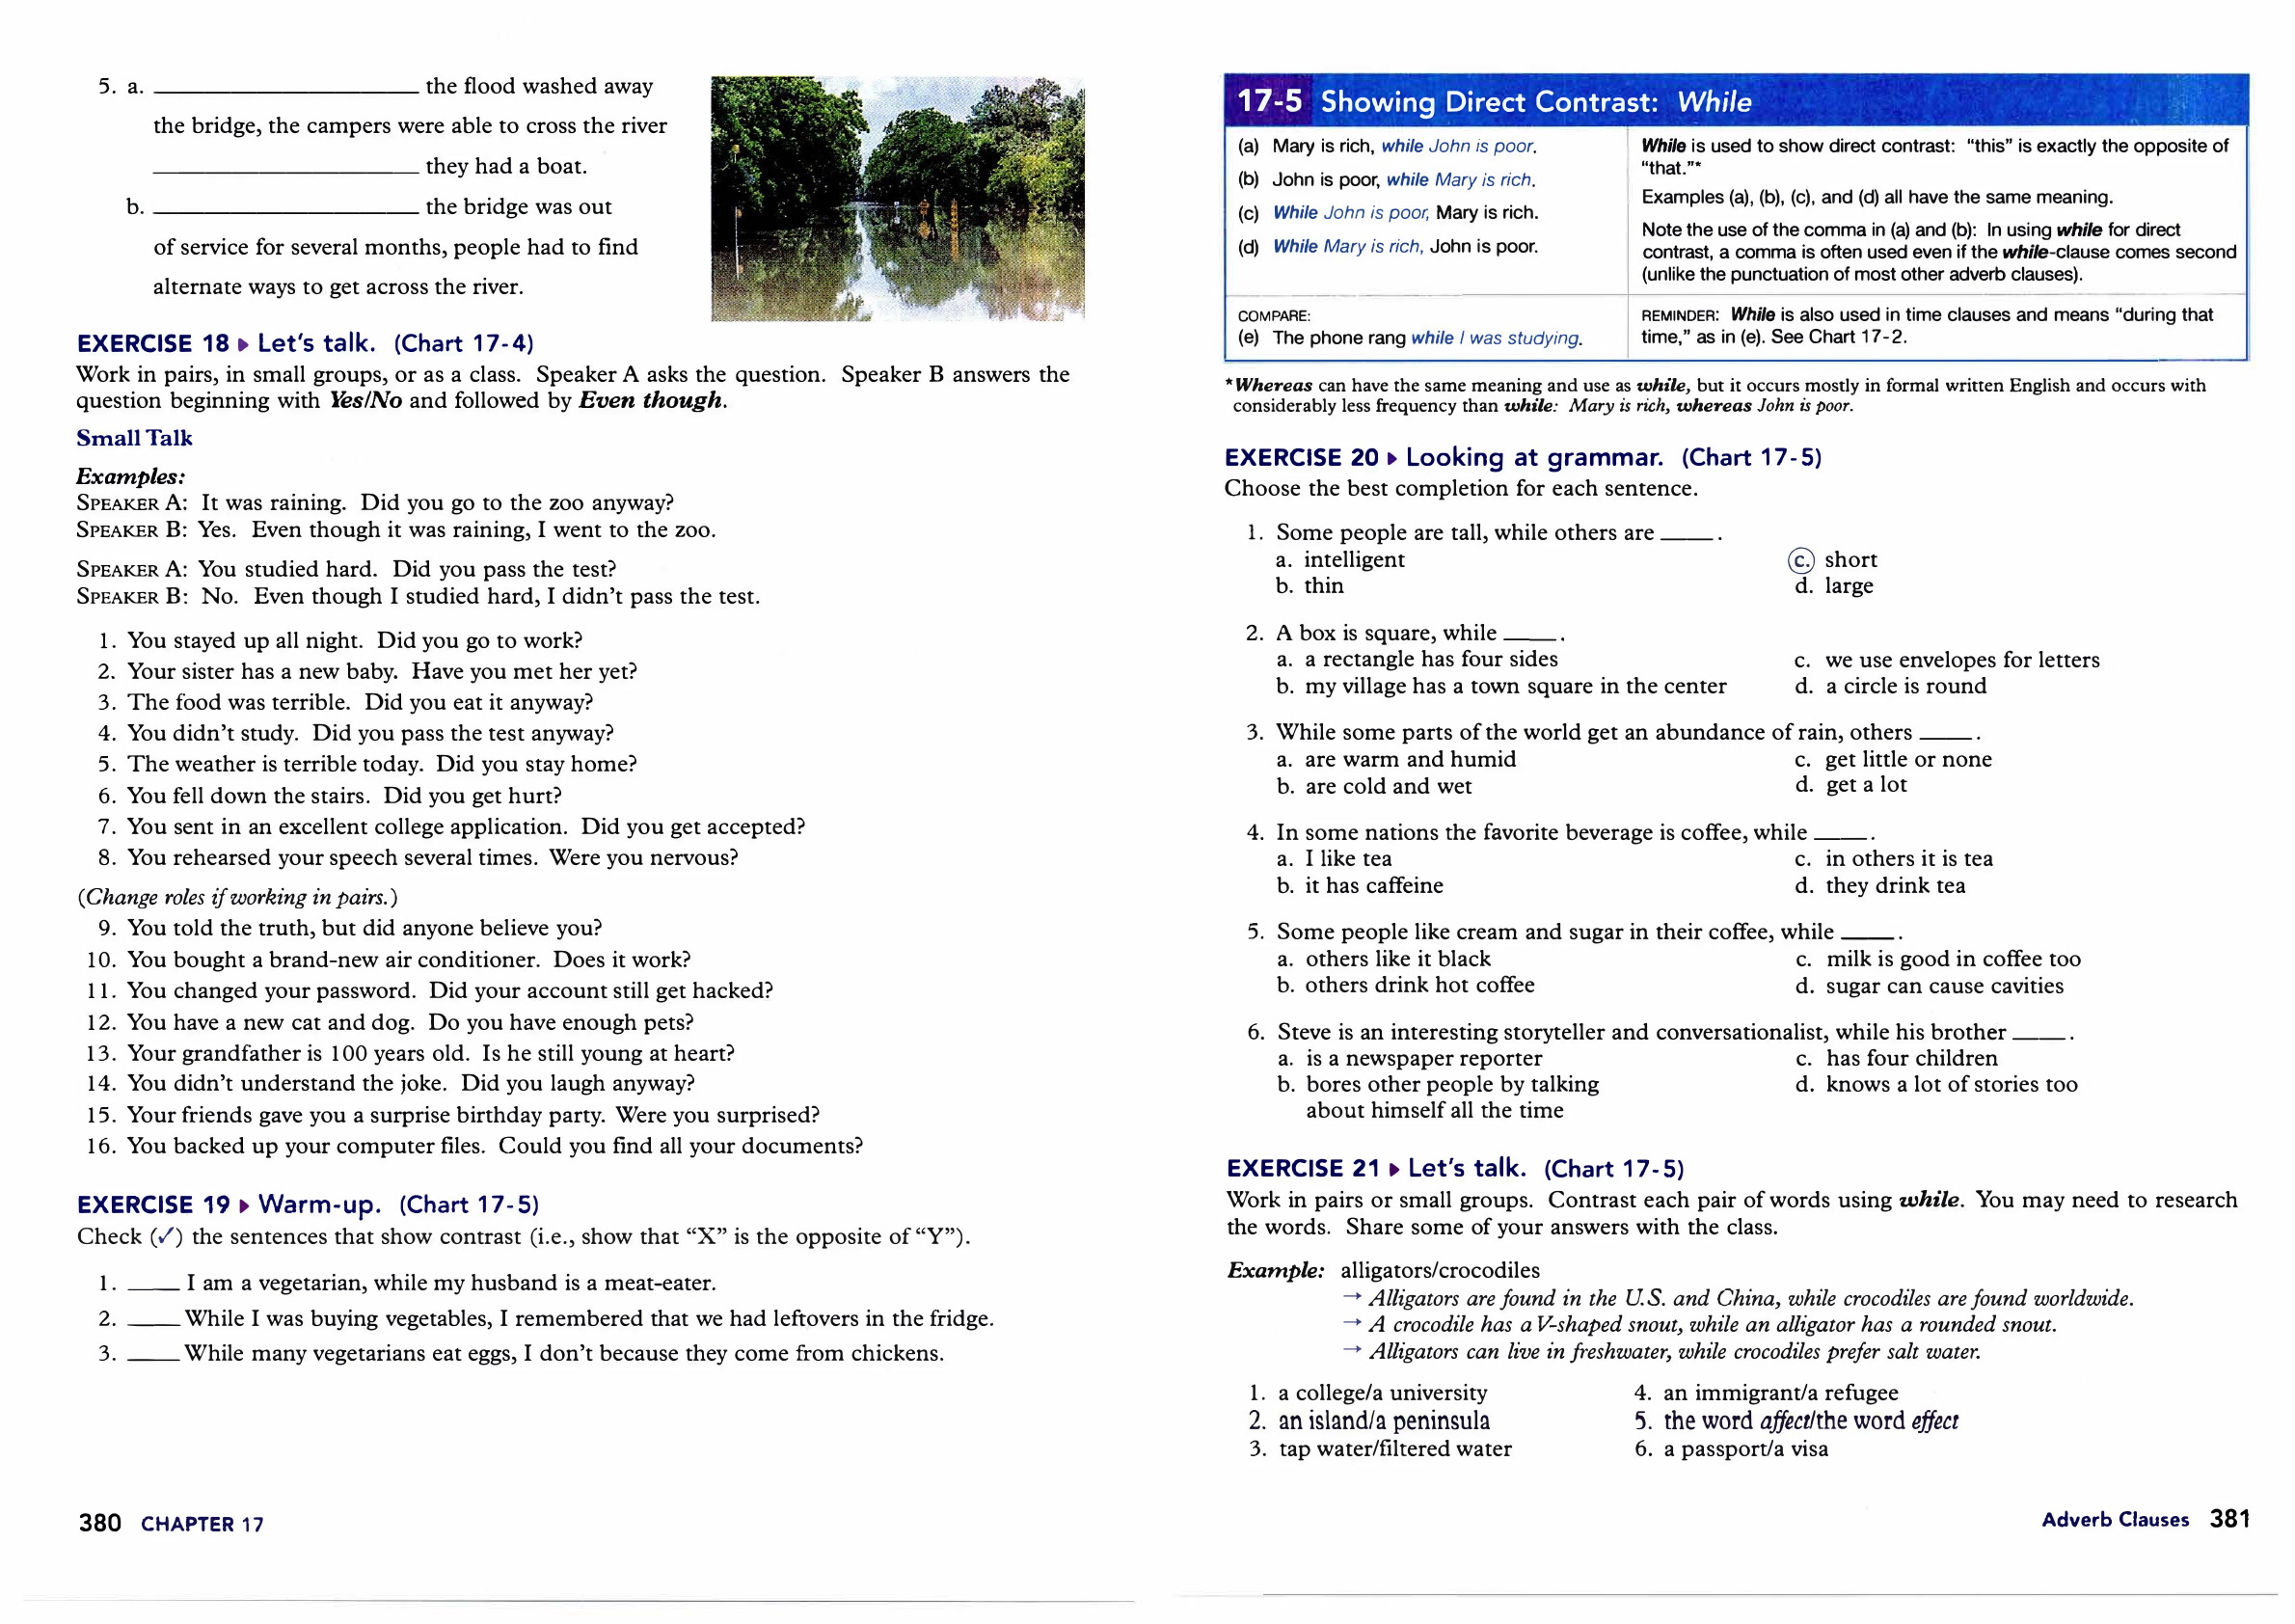 5. a. ____________ the flood washed away
the bridge, the campers were able to cross the river
____________ they had a boat.
b. ____________ the bridge was out
of service for several months, people had to find
alternate ways to get across the river.
EXERCISE 18 ▸ Let's talk. (Chart 17-4)
Work in pairs, in small groups, or as a class. Speaker A asks the question. Speaker B answers the
question beginning with Yes/No and followed by Even though.
Small Talk
Examples:
SPEAKER A: It was raining. Did you go to the zoo anyway?
SPEAKER B: Yes. Even though it was raining, I went to the zoo.
SPEAKER A: You studied hard. Did you pass the test?
SPEAKER B: No. Even though I studied hard, I didn't pass the test.
1. You stayed up all night. Did you go to work?
2. Your sister has a new baby. Have you met her yet?
3. The food was terrible. Did you eat it anyway?
4. You didn't study. Did you pass the test anyway?
5. The weather is terrible today. Did you stay home?
6. You fell down the stairs. Did you get hurt?
7. You sent in an excellent college application. Did you get accepted?
8. You rehearsed your speech several times. Were you nervous?
(Change roles if working in pairs.)
9. You told the truth, but did anyone believe you?
10. You bought a brand-new air conditioner. Does it work?
11. You changed your password. Did your account still get hacked?
12. You have a new cat and dog. Do you have enough pets?
13. Your grandfather is 100 years old. Is he still young at heart?
14. You didn't understand the joke. Did you laugh anyway?
15. Your friends gave you a surprise birthday party. Were you surprised?
16. You backed up your computer files. Could you find all your documents?
EXERCISE 19 ▸ Warm-up. (Chart 17-5)
Check (✓) the sentences that show contrast (i.e., show that "X" is the opposite of "Y").
1. ____ I am a vegetarian, while my husband is a meat-eater.
2. ____ While I was buying vegetables, I remembered that we had leftovers in the fridge.
3. ____ While many vegetarians eat eggs, I don't because they come from chickens.
380 CHAPTER 17
17-5 Showing Direct Contrast: While
(a) Mary is rich, while John is poor.
(b) John is poor, while Mary is rich.
(c) While John is poor, Mary is rich.
(d) While Mary is rich, John is poor.
While is used to show direct contrast: "this" is exactly the opposite of
"that."*
Examples (a), (b), (c), and (d) all have the same meaning.
Note the use of the comma in (a) and (b): In using while for direct
contrast, a comma is often used even if the while-clause comes second
(unlike the punctuation of most other adverb clauses).
COMPARE:
(e) The phone rang while I was studying.
REMINDER: While is also used in time clauses and means "during that
time," as in (e). See Chart 17-2.
*Whereas can have the same meaning and use as while, but it occurs mostly in formal written English and occurs with
considerably less frequency than while: Mary is rich, whereas John is poor.
EXERCISE 20 ▸ Looking at grammar. (Chart 17-5)
Choose the best completion for each sentence.
1. Some people are tall, while others are ____.
a. intelligent
b. thin
c. short
d. large
2. A box is square, while ____.
a. a rectangle has four sides
b. my village has a town square in the center
c. we use envelopes for letters
d. a circle is round
3. While some parts of the world get an abundance of rain, others ____.
a. are warm and humid
b. are cold and wet
c. get little or none
d. get a lot
4. In some nations the favorite beverage is coffee, while ____.
a. I like tea
b. it has caffeine
c. in others it is tea
d. they drink tea
5. Some people like cream and sugar in their coffee, while ____.
a. others like it black
b. others drink hot coffee
c. milk is good in coffee too
d. sugar can cause cavities
6. Steve is an interesting storyteller and conversationalist, while his brother ____.
a. is a newspaper reporter
b. bores other people by talking
about himself all the time
c. has four children
d. knows a lot of stories too
EXERCISE 21 ▸ Let's talk. (Chart 17-5)
Work in pairs or small groups. Contrast each pair of words using while. You may need to research
the words. Share some of your answers with the class.
Example: alligators/crocodiles
→ Alligators are found in the U.S. and China, while crocodiles are found worldwide.
→ A crocodile has a V-shaped snout, while an alligator has a rounded snout.
→ Alligators can live in freshwater, while crocodiles prefer salt water.
1. a college/a university
2. an island/a peninsula
3. tap water/filtered water
4. an immigrant/a refugee
5. the word affect/the word effect
6. a passport/a visa
Adverb Clauses 381